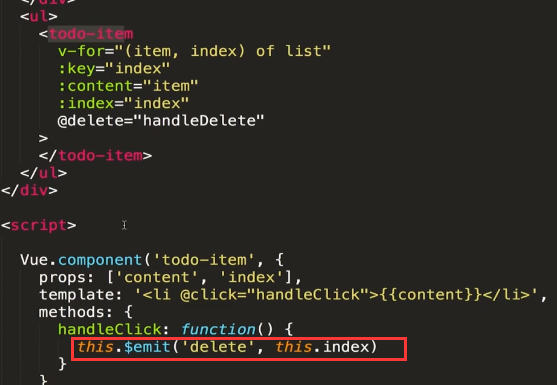 </div>
<ul>
<todo-item
v-for="(item, index) of list"
:key="index"
:content="item"
:index="index"
@delete="handleDelete"
>
</todo-item>
</ul>
</div>
<script>
Vue.component('todo-item', {
props: ['content', 'index'],
template: '<li @click="handleClick">{{content}}</li>',
methods: {
handleClick: function() {
this.$emit('delete', this.index)
}
}